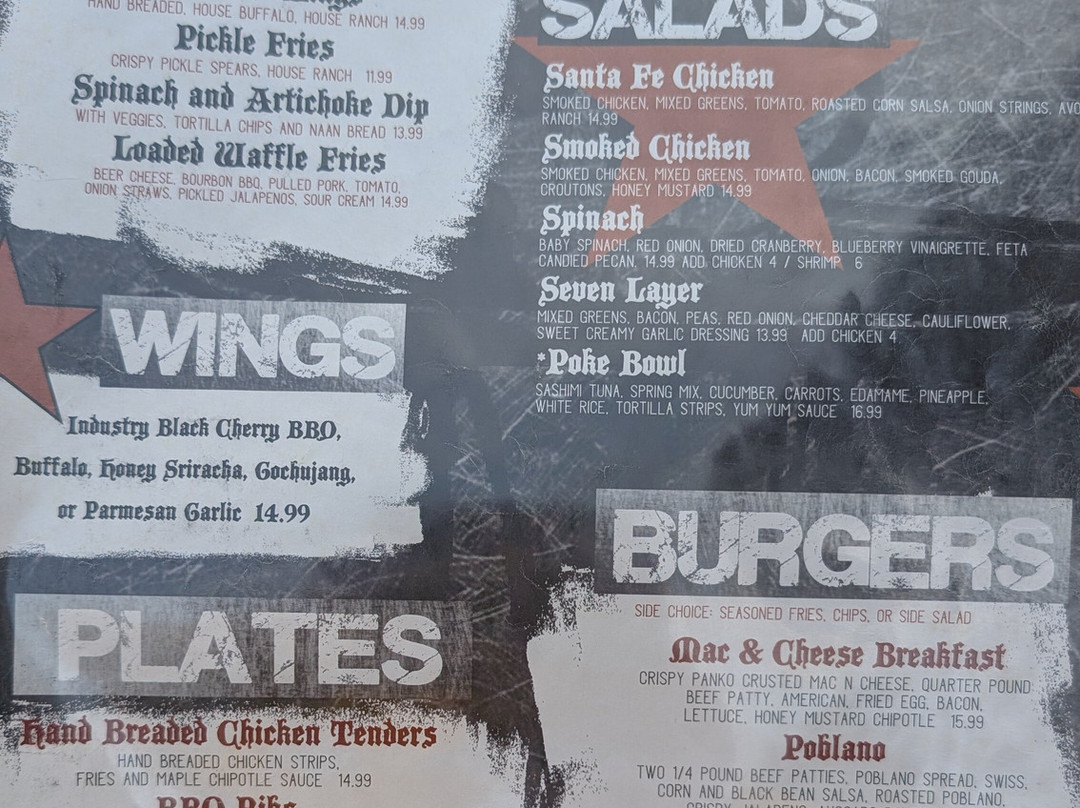 HAND BREADED, HOUSE BUFFALO, HOUSE RANCH 14.99
Pickle Fries
CRISPY PICKLE SPEARS, HOUSE RANCH 11.99
Spinach and Artichoke Dip
WITH VEGGIES, TORTILLA CHIPS AND NAAN BREAD 13.99
Loaded Waffle Fries
BEER CHEESE, BOURBON BBQ, PULLED PORK, TOMATO,
ONION STRAWS, PICKLED JALAPENOS, SOUR CREAM 14.99
WINGS
Industry Black Cherry BBQ,
Buffalo, Honey Sriracha, Gochujang,
or Parmesan Garlic 14.99
PLATES
Hand Breaded Chicken Tenders
HAND BREADED CHICKEN STRIPS,
FRIES AND MAPLE CHIPOTLE SAUCE 14.99
BBQ Ribs
SALADS
Santa Fe Chicken
SMOKED CHICKEN, MIXED GREENS, TOMATO, ROASTED CORN SALSA, ONION STRINGS, AVO
RANCH 14.99
Smoked Chicken
SMOKED CHICKEN, MIXED GREENS, TOMATO, ONION, BACON, SMOKED GOUDA,
CROUTONS, HONEY MUSTARD 14.99
Spinach
BABY SPINACH, RED ONION, DRIED CRANBERRY, BLUEBERRY VINAIGRETTE, FETA
CANDIED PECAN, 14.99 ADD CHICKEN 4 / SHRIMP 6
Seven Layer
MIXED GREENS, BACON, PEAS, RED ONION, CHEDDAR CHEESE, CAULIFLOWER,
SWEET CREAMY GARLIC DRESSING 13.99 ADD CHICKEN 4
*Poke Bowl
SASHIMI TUNA, SPRING MIX, CUCUMBER, CARROTS, EDAMAME, PINEAPPLE,
WHITE RICE, TORTILLA STRIPS, YUM YUM SAUCE 16.99
BURGERS
SIDE CHOICE: SEASONED FRIES, CHIPS, OR SIDE SALAD
Mac & Cheese Breakfast
CRISPY PANKO CRUSTED MAC N CHEESE, QUARTER POUND
BEEF PATTY, AMERICAN, FRIED EGG, BACON,
LETTUCE, HONEY MUSTARD CHIPOTLE 15.99
Poblano
TWO 1/4 POUND BEEF PATTIES, POBLANO SPREAD, SWISS,
CORN AND BLACK BEAN SALSA, ROASTED POBLANO,